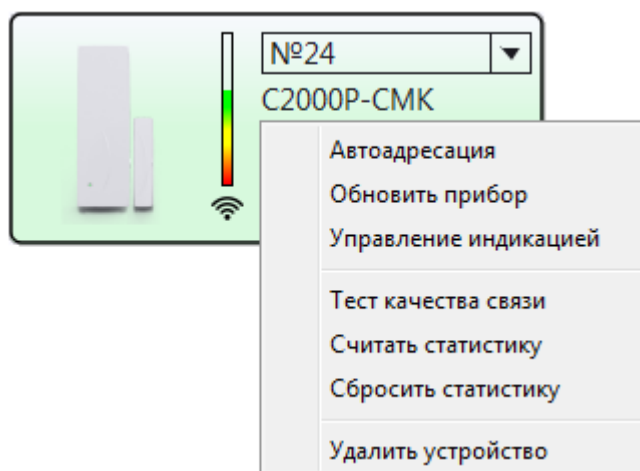 №24
С2000Р-СМК
Автоадресация
Обновить прибор
Управление индикацией
Тест качества связи
Считать статистику
Сбросить статистику
Удалить устройство